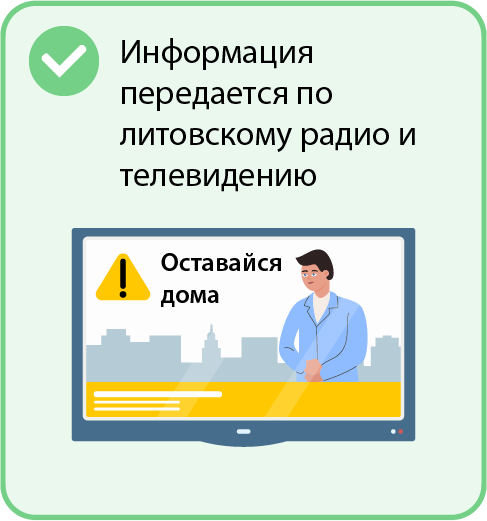 Информация
передается по
литовскому радио и
телевидению
Оставайся
дома